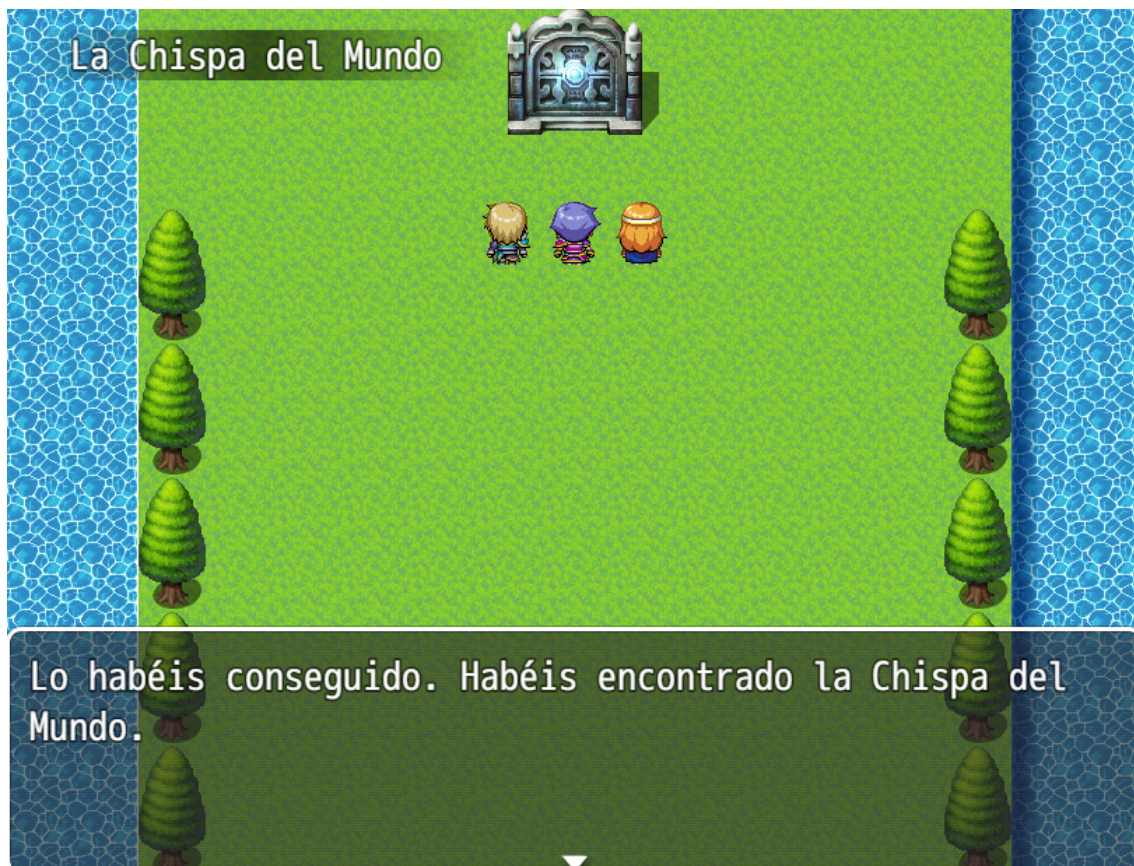 La Chispa del Mundo
Lo habéis conseguido. Habéis encontrado la Chispa del
Mundo.